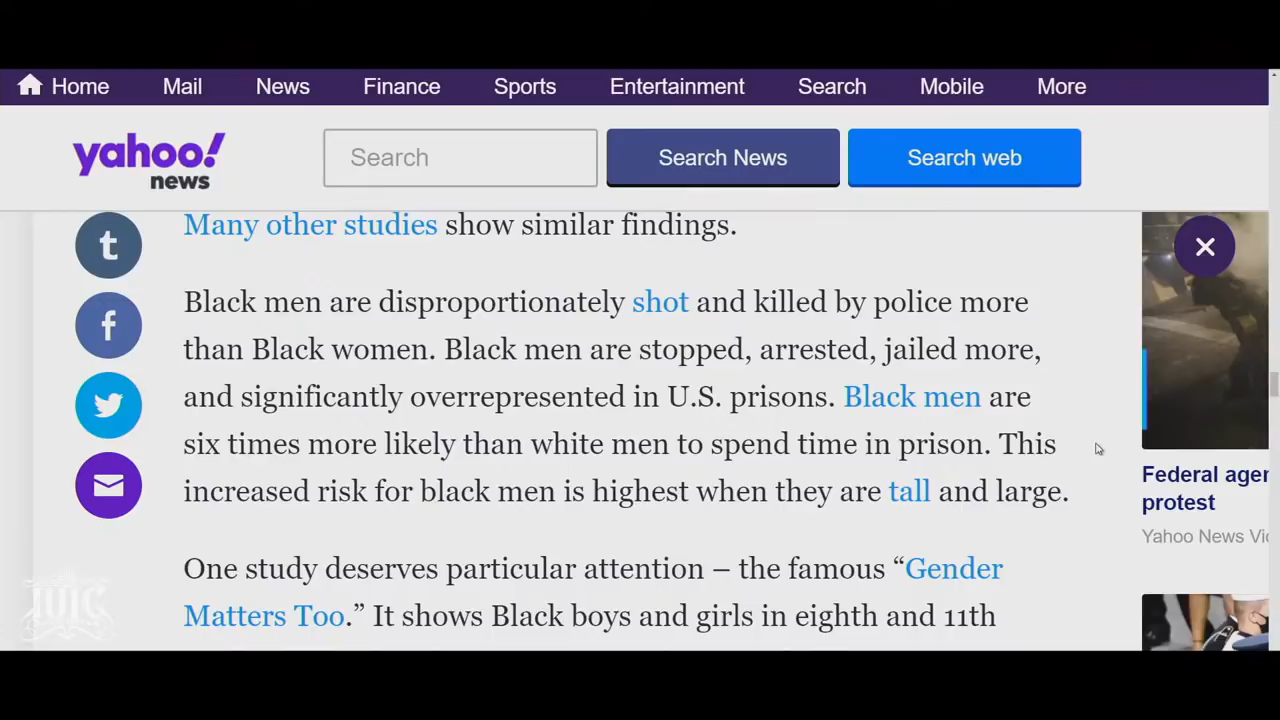 Home Mail News Finance Sports Entertainment Search Mobile More
yahoo!
news
Search Search News Search web
Many other studies show similar findings.
Black men are disproportionately shot and killed by police more
than Black women. Black men are stopped, arrested, jailed more,
and significantly overrepresented in U.S. prisons. Black men are
six times more likely than white men to spend time in prison. This
increased risk for black men is highest when they are tall and large.
One study deserves particular attention – the famous “Gender
Matters Too.” It shows Black boys and girls in eighth and 11th
Federal agen
protest
Yahoo News Vi